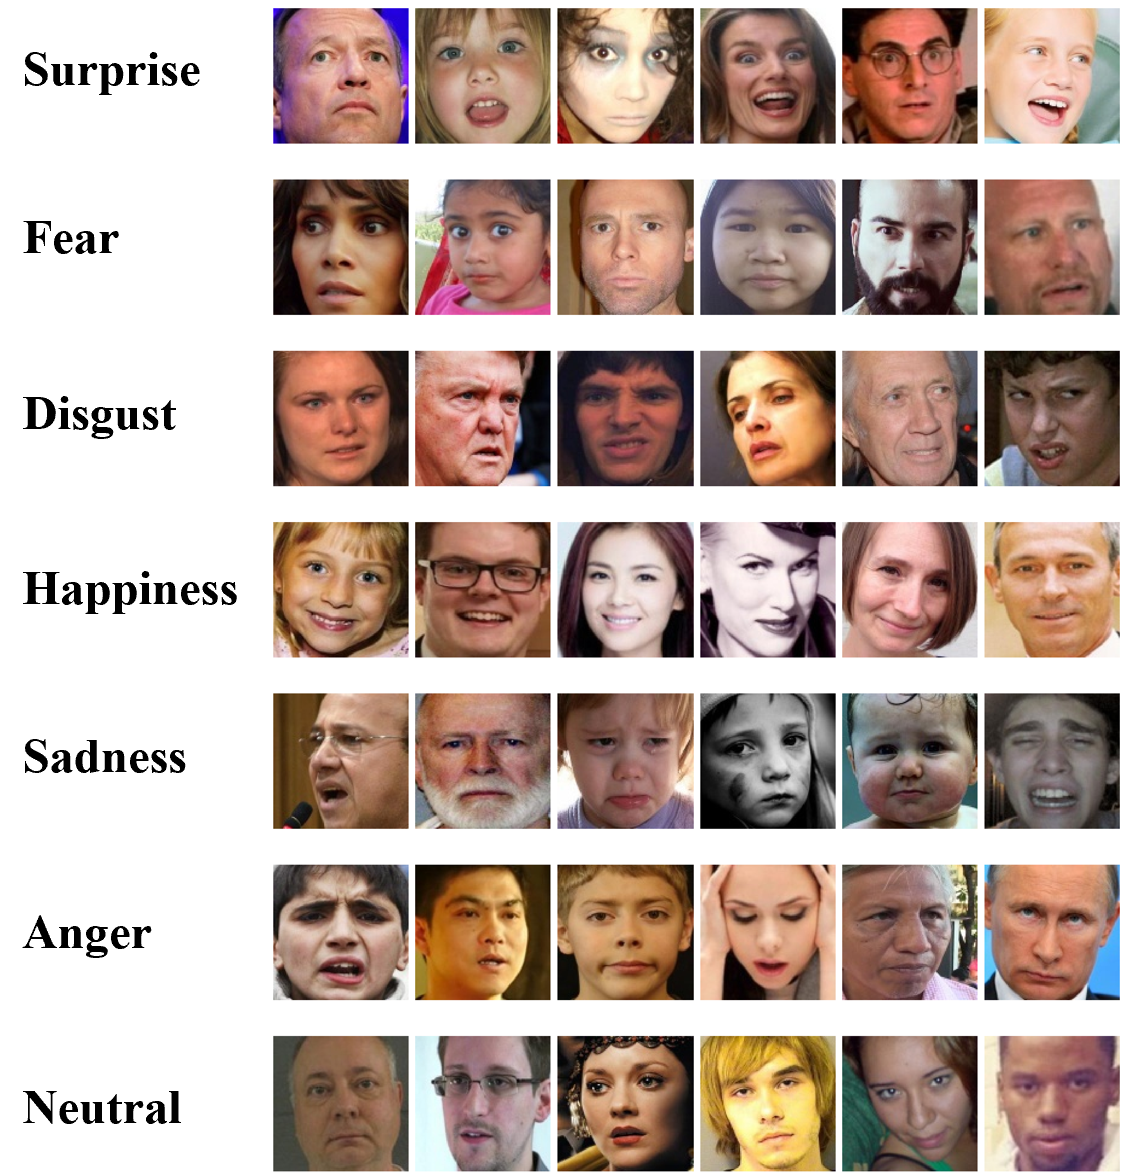 Surprise
Fear
Disgust
Happiness
Sadness
Anger
Neutral